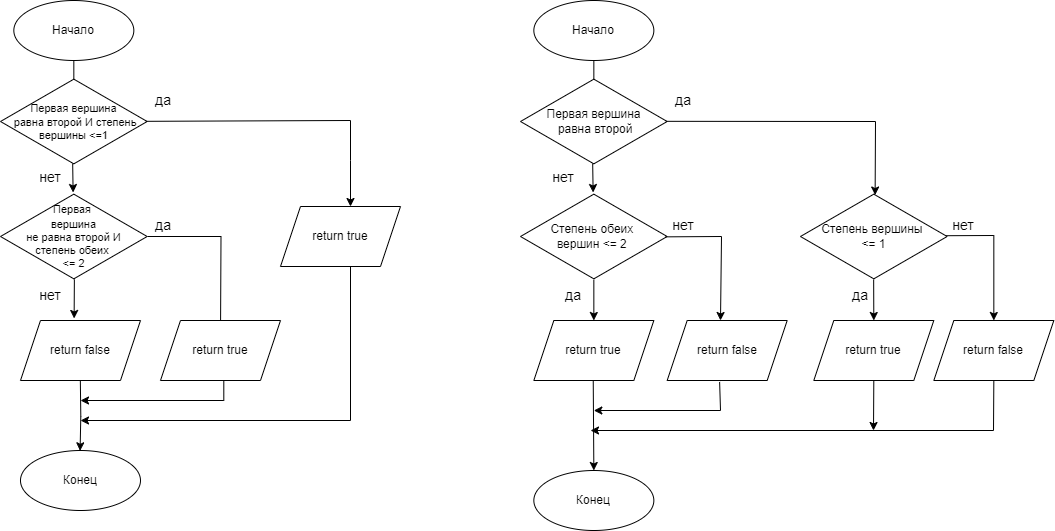 Начало
Первая вершина
равна второй И степень
вершины <=1
да
нет
Первая
вершина
не равна второй И
степень обеих
<= 2
да
return true
нет
return false
return true
Конец
Начало
Первая вершина
равна второй
да
нет
Степень обеих
вершин <= 2
нет
Степень вершины
<= 1
нет
да
да
return true
return false
return true
return false
Конец